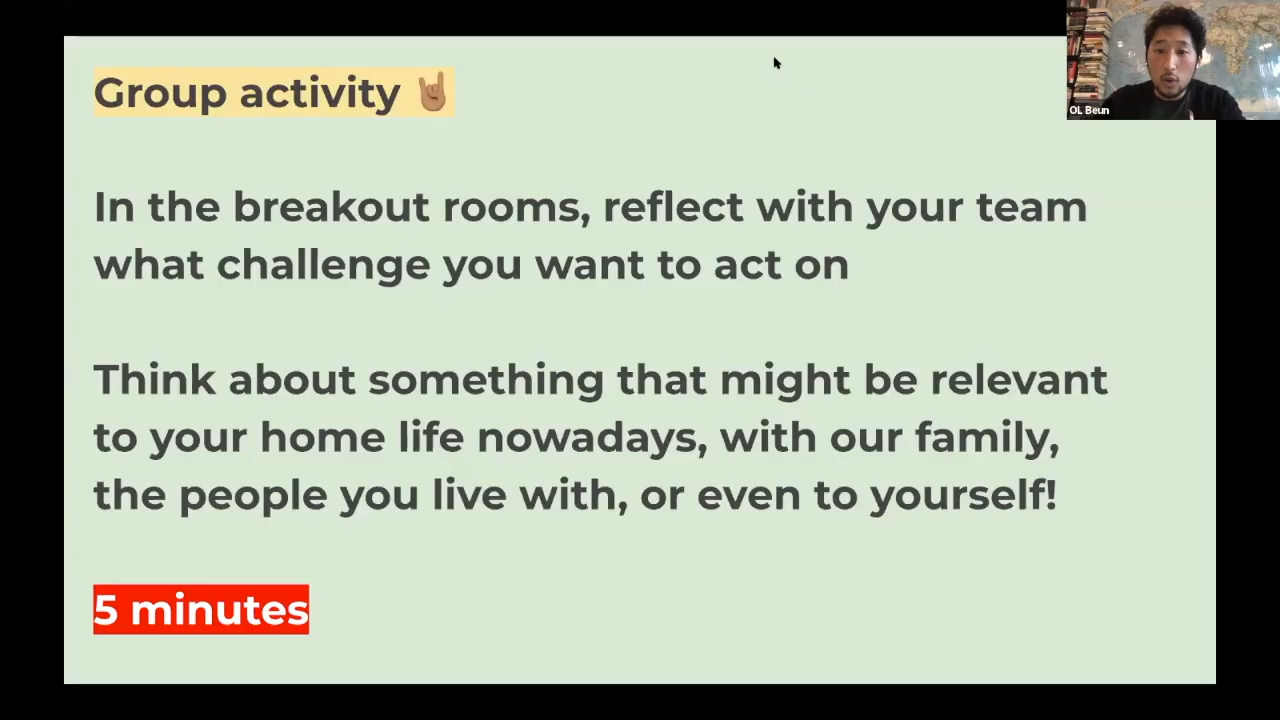 Group activity 🤘🏽
In the breakout rooms, reflect with your team
what challenge you want to act on
Think about something that might be relevant
to your home life nowadays, with our family,
the people you live with, or even to yourself!
5 minutes
OL Beun